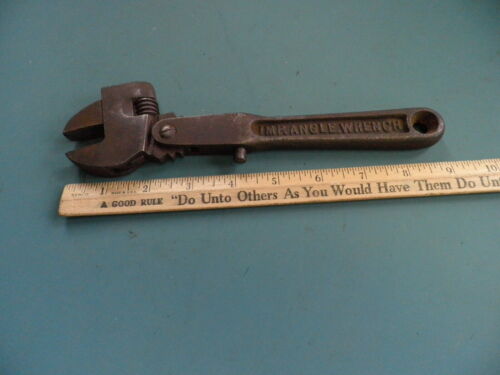 IMP. ANGLE WRENCH
1 2 3 4 5 6 7 8 9 10
A GOOD RULE "Do Unto Others As You Would Have Them Do Unt